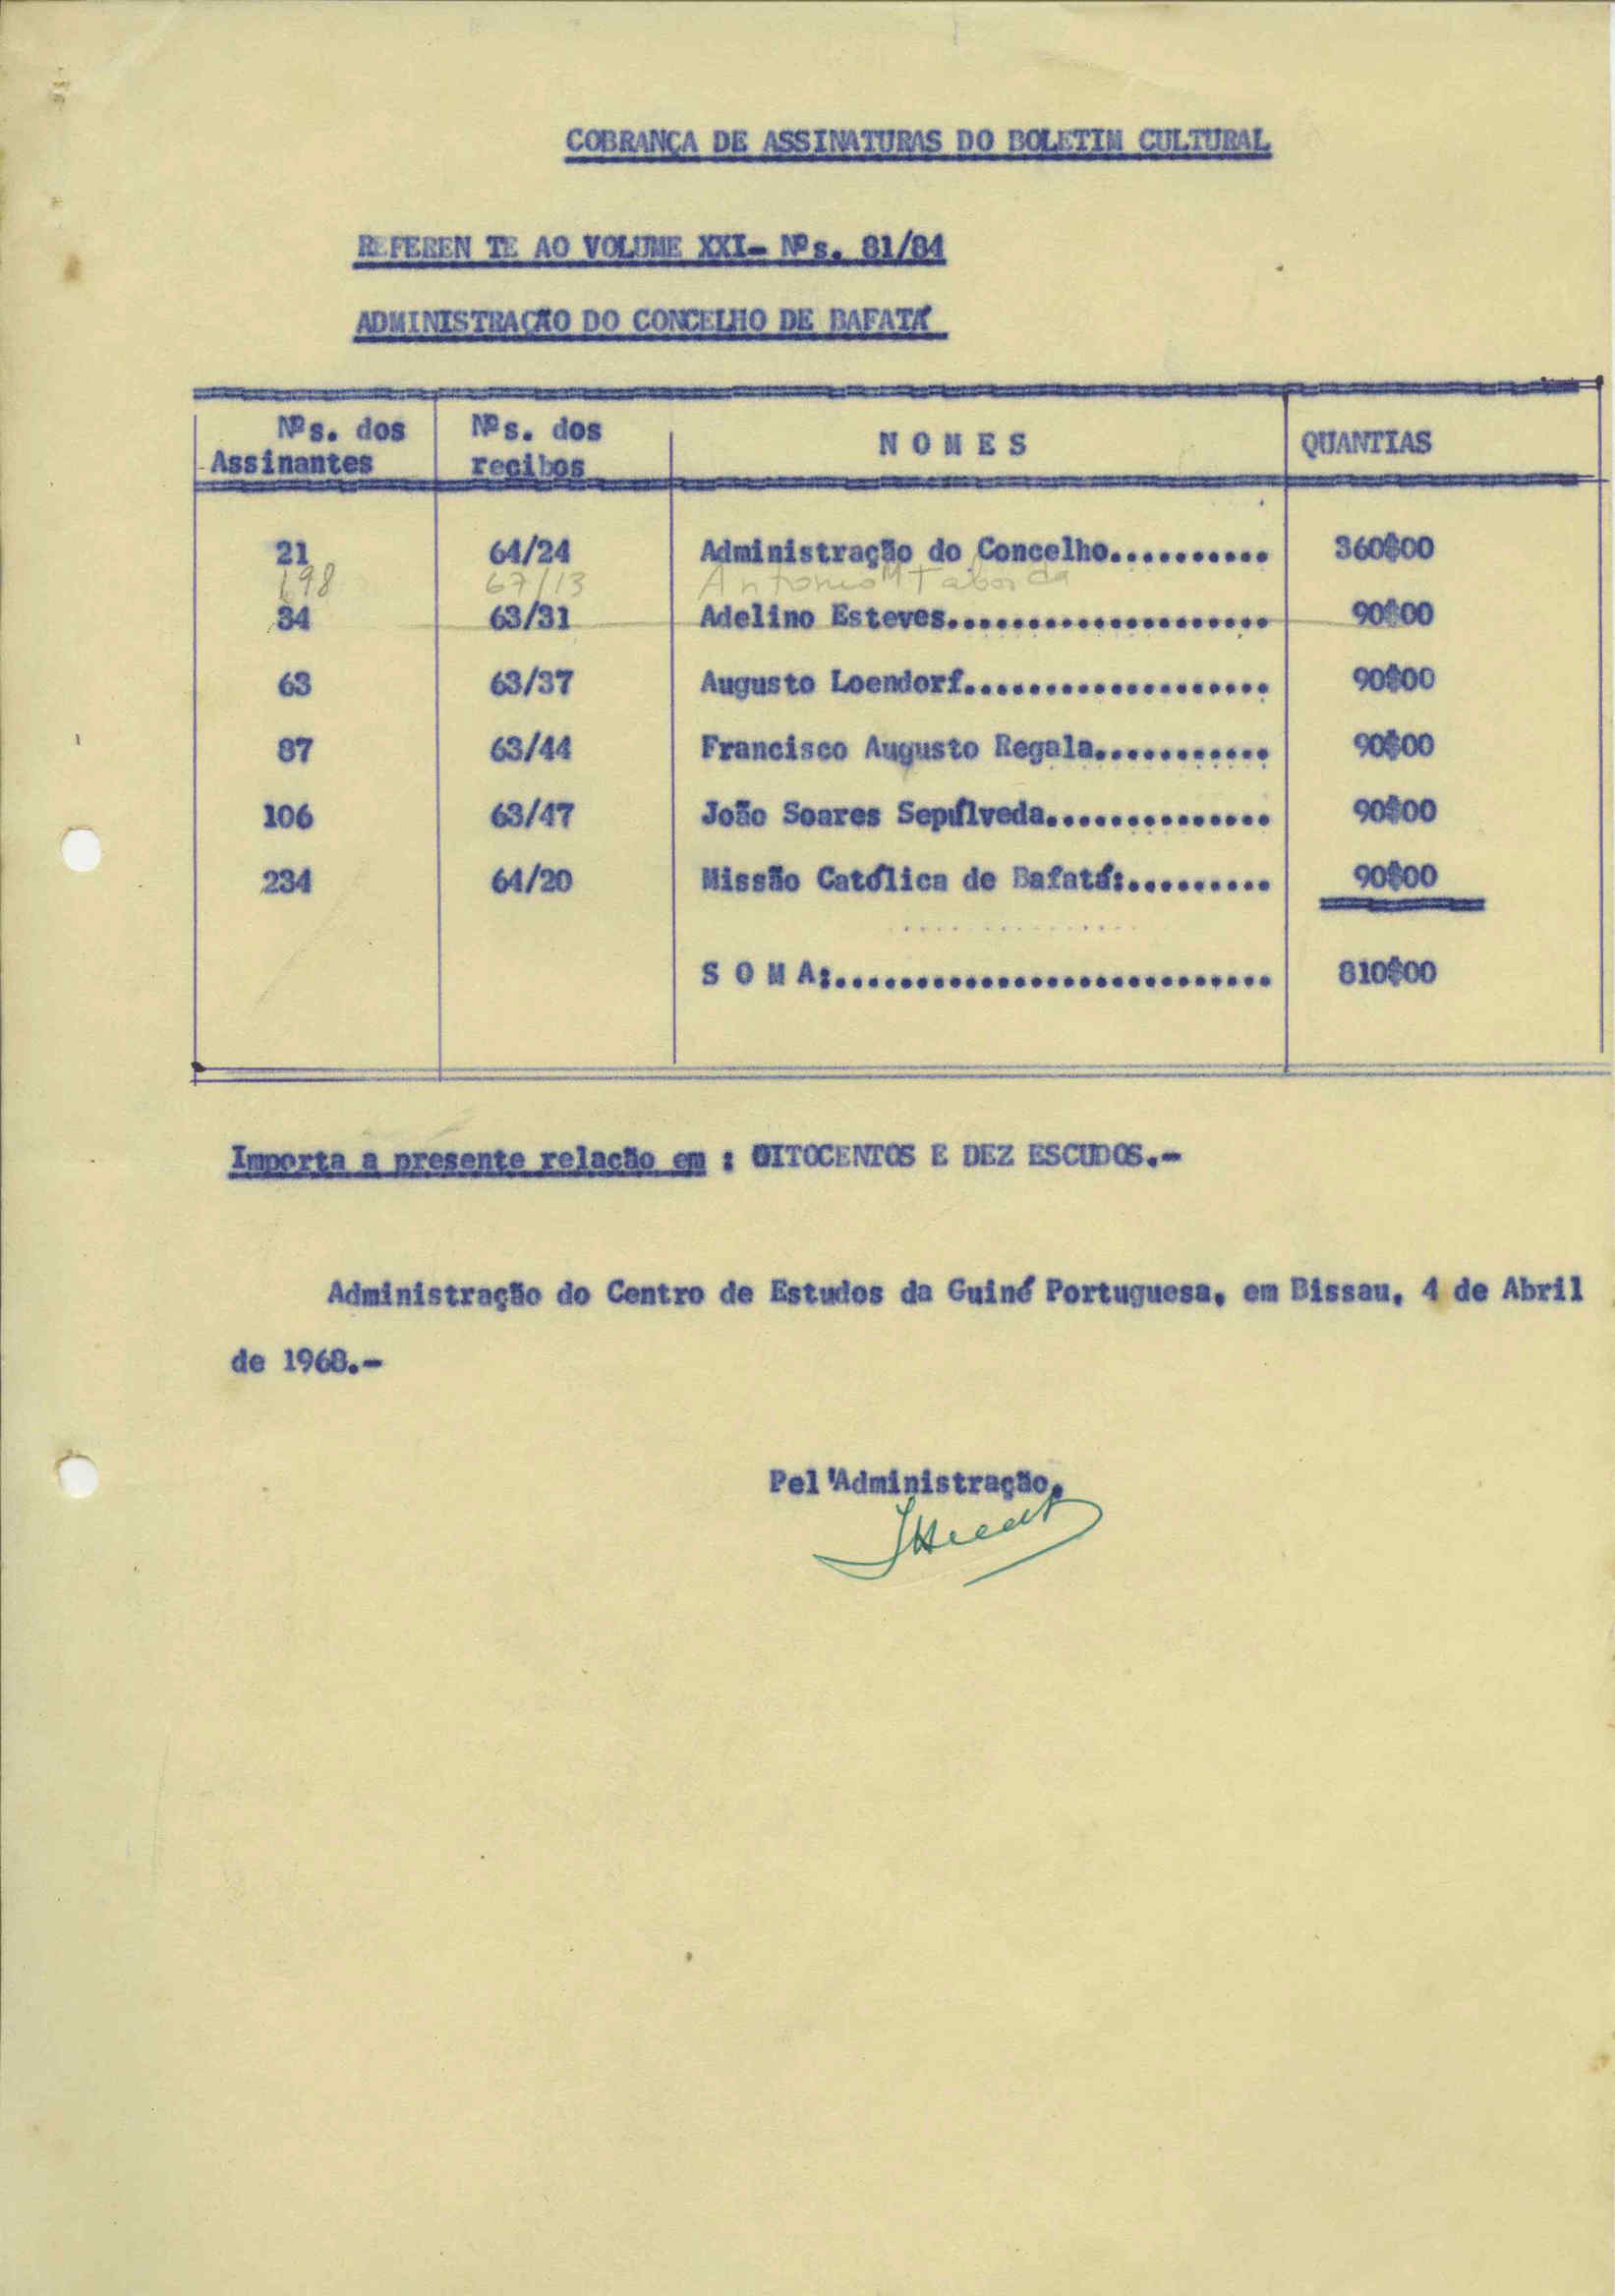 COBRANÇA DE ASSINATURAS DO BOLETIM CULTURAL
REFEREN TE AO VOLUME XXI- Nºs. 81/84
ADMINISTRAÇÃO DO CONCELHO DE BAFATÁ
Nºs. dos Assinantes Nºs. dos recibos N O M E S QUANTIAS
21 64/24 Administração do Concelho.......... 360$00
198 67/13 Antonio M Taborda
34 63/31 Adelino Esteves.................... 90$00
63 63/37 Augusto Loendorf................... 90$00
87 63/44 Francisco Augusto Regala........... 90$00
106 63/47 João Soares Sepúlveda.............. 90$00
234 64/20 Missão Católica de Bafatá:......... 90$00
S O M A:........................... 810$00
Importa a presente relação em : OITOCENTOS E DEZ ESCUDOS.-
Administração do Centro de Estudos da Guiné Portuguesa, em Bissau, 4 de Abril
de 1968.-
Pel'Administração,